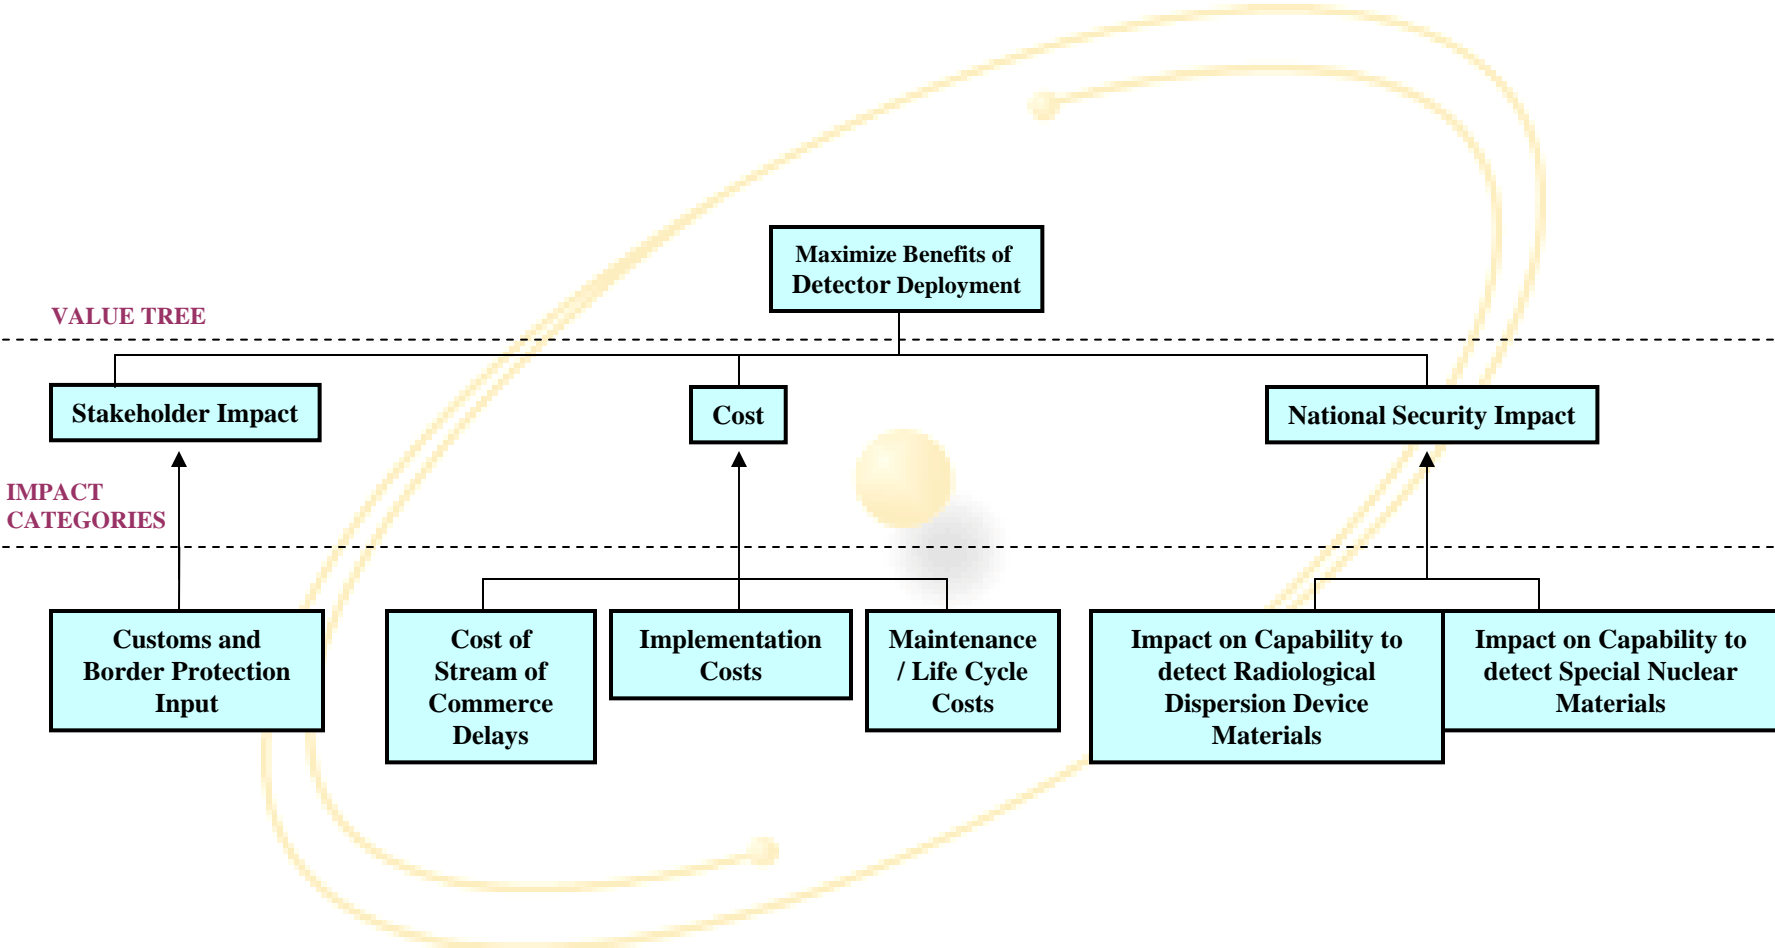 Maximize Benefits of
Detector Deployment
VALUE TREE
Stakeholder Impact
Cost
National Security Impact
IMPACT
CATEGORIES
Customs and
Border Protection
Input
Cost of
Stream of
Commerce
Delays
Implementation
Costs
Maintenance
/ Life Cycle
Costs
Impact on Capability to
detect Radiological
Dispersion Device
Materials
Impact on Capability to
detect Special Nuclear
Materials